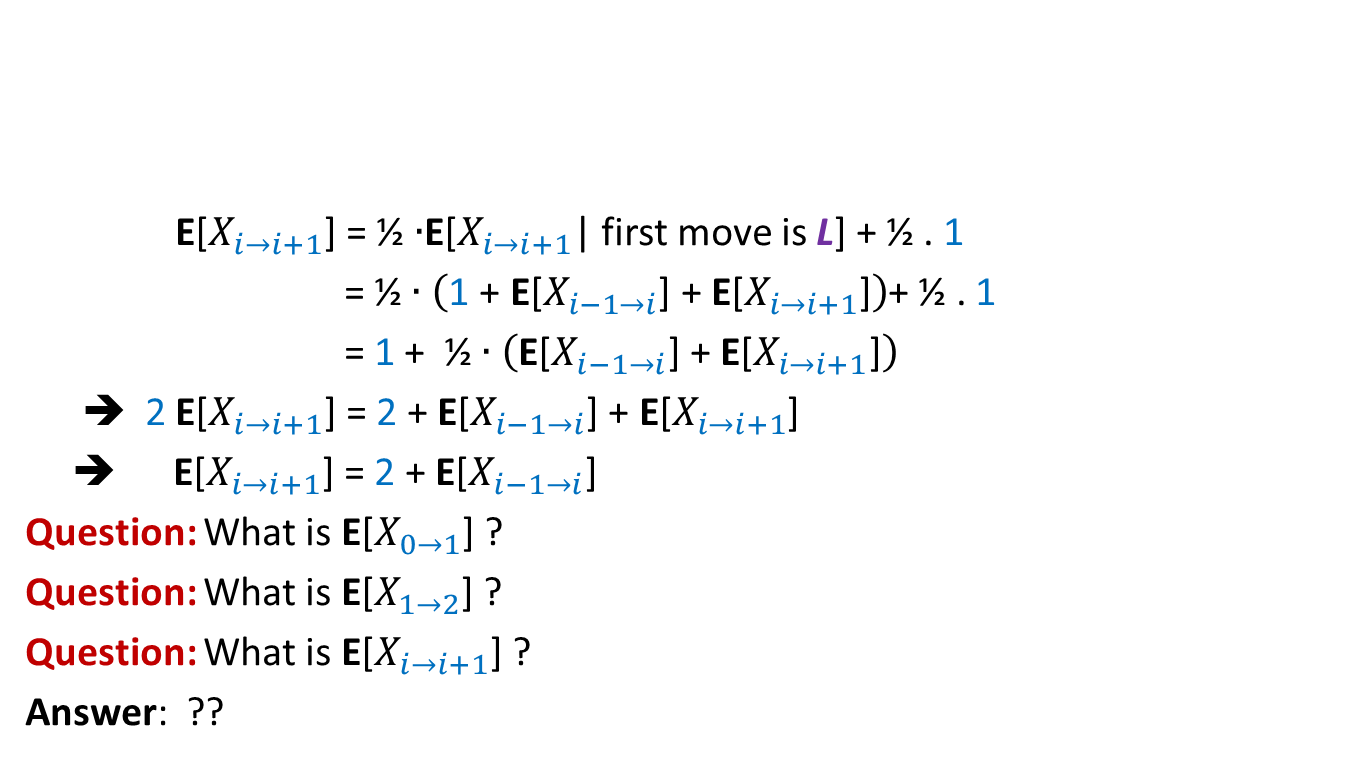 E[X_{i→i+1}] = ½ ·E[X_{i→i+1}| first move is L] + ½ . 1
= ½ · (1 + E[X_{i−1→i}] + E[X_{i→i+1}])+ ½ . 1
= 1 + ½ · (E[X_{i−1→i}] + E[X_{i→i+1}])
➔ 2 E[X_{i→i+1}] = 2 + E[X_{i−1→i}] + E[X_{i→i+1}]
➔ E[X_{i→i+1}] = 2 + E[X_{i−1→i}]
Question: What is E[X_{0→1}] ?
Question: What is E[X_{1→2}] ?
Question: What is E[X_{i→i+1}] ?
Answer: ??